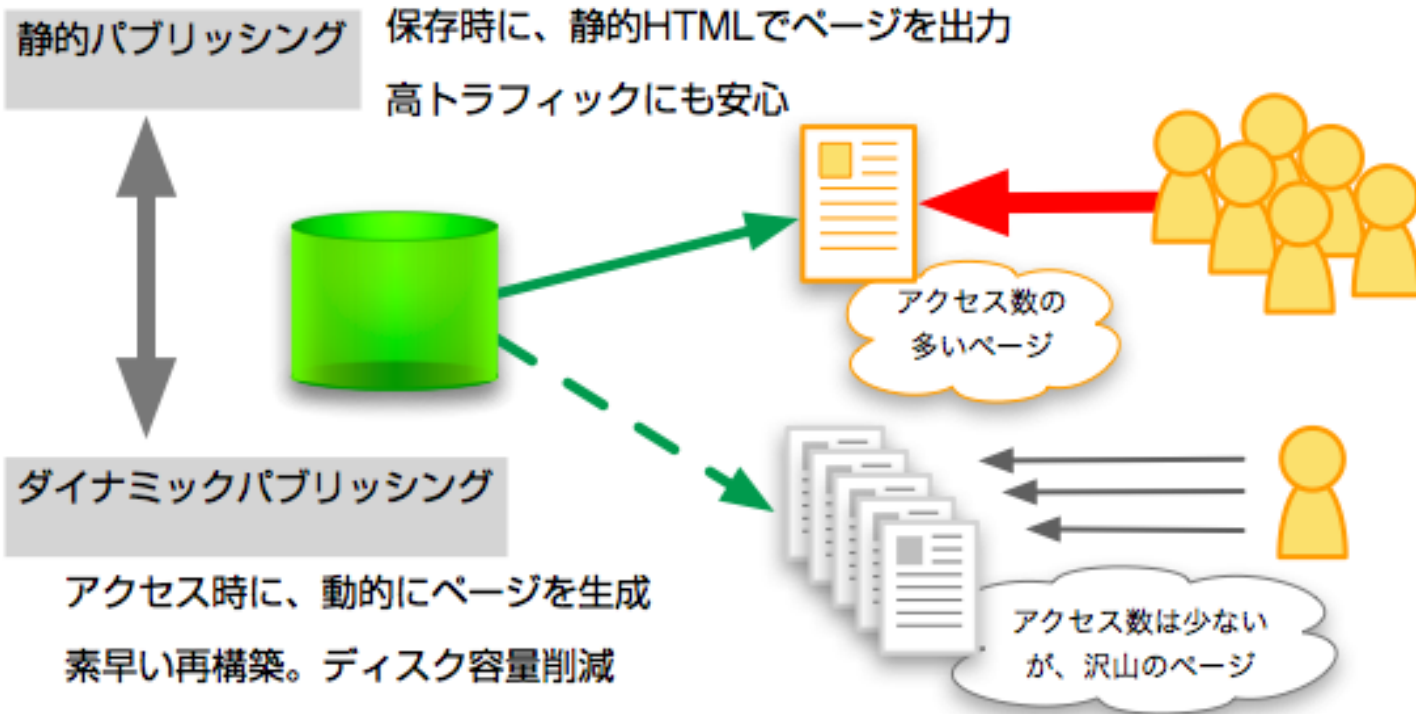 静的パブリッシング
保存時に、静的HTMLでページを出力
高トラフィックにも安心
アクセス数の
多いページ
ダイナミックパブリッシング
アクセス時に、動的にページを生成
素早い再構築。ディスク容量削減
アクセス数は少ない
が、沢山のページ